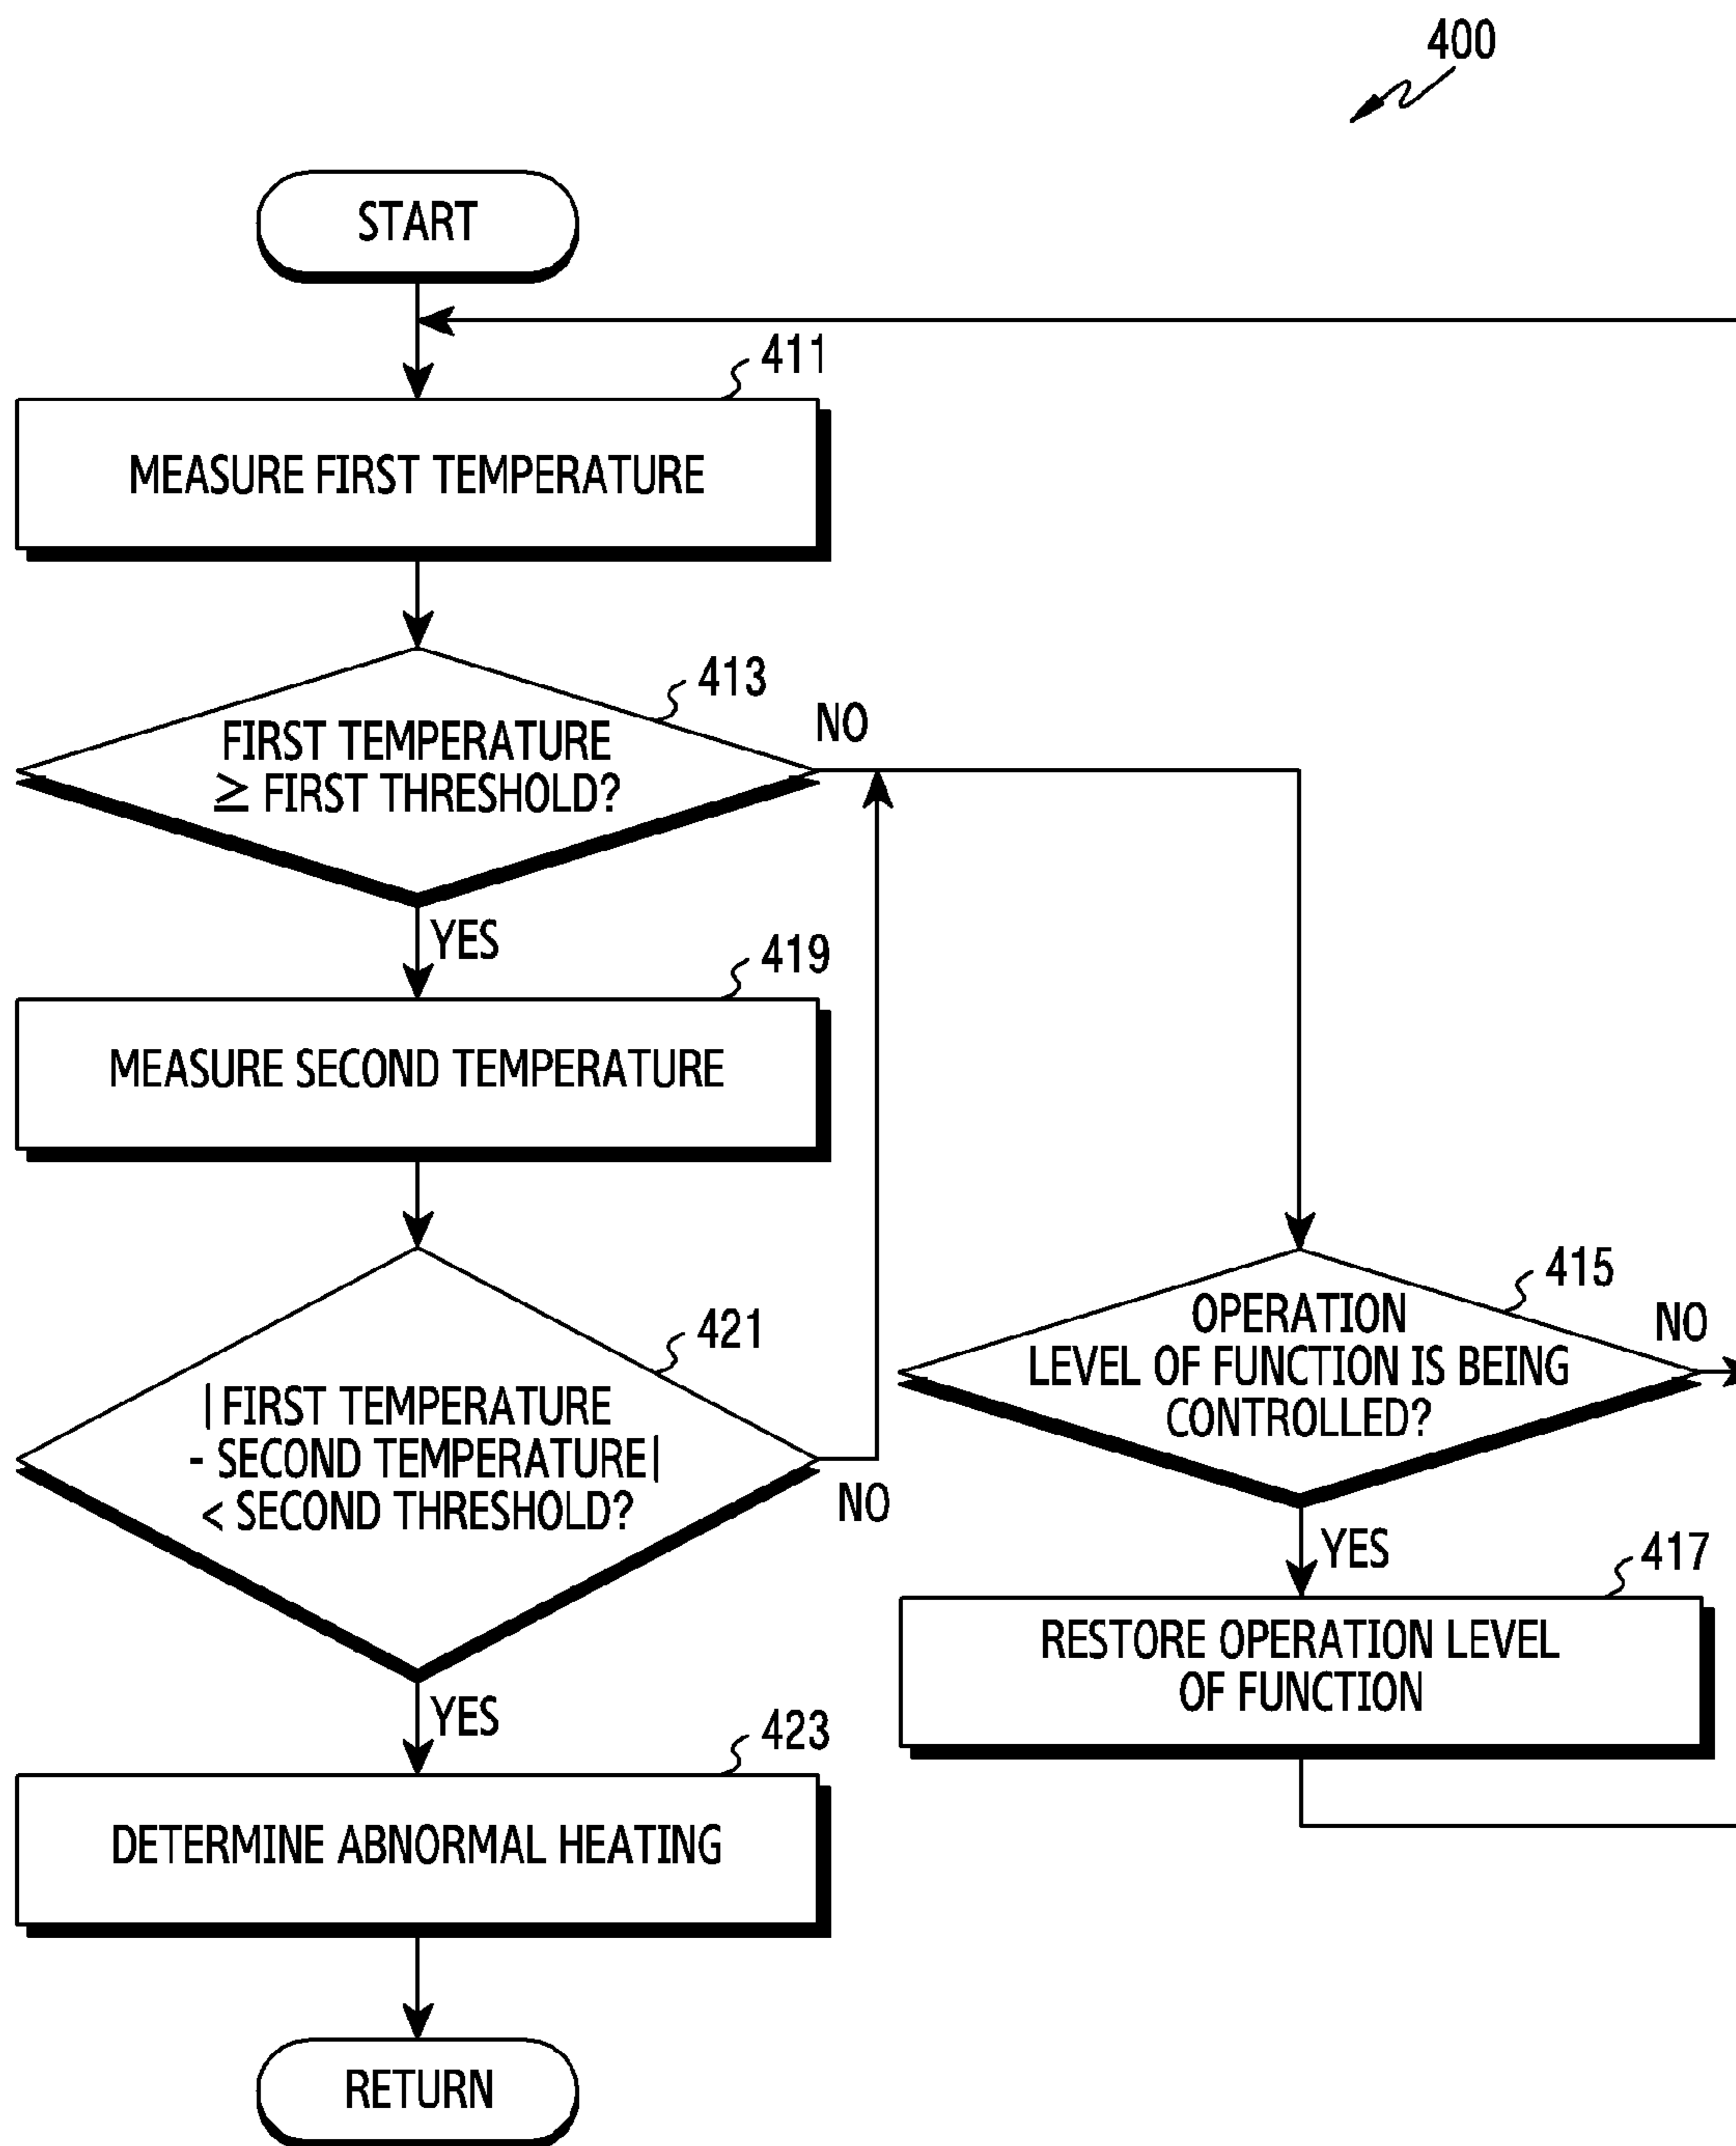 400
START
411
MEASURE FIRST TEMPERATURE
413
FIRST TEMPERATURE
≥ FIRST THRESHOLD?
NO
YES
419
MEASURE SECOND TEMPERATURE
421
|FIRST TEMPERATURE
- SECOND TEMPERATURE|
< SECOND THRESHOLD?
NO
YES
423
DETERMINE ABNORMAL HEATING
RETURN
415
OPERATION
LEVEL OF FUNCTION IS BEING
CONTROLLED?
NO
YES
417
RESTORE OPERATION LEVEL
OF FUNCTION